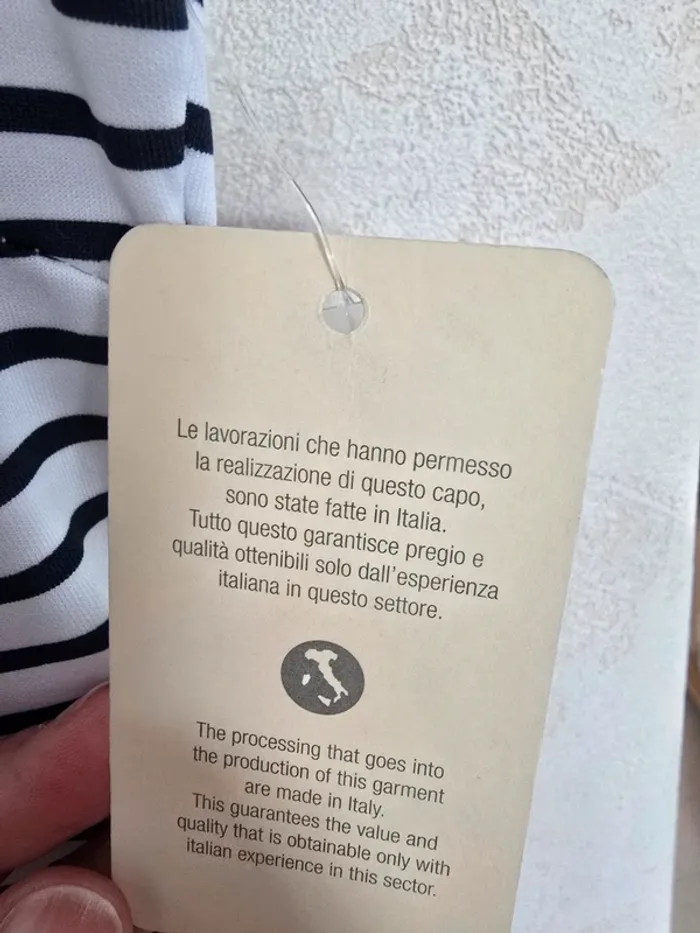 Le lavorazioni che hanno permesso
la realizzazione di questo capo,
sono state fatte in Italia.
Tutto questo garantisce pregio e
qualità ottenibili solo dall'esperienza
italiana in questo settore.
The processing that goes into
the production of this garment
are made in Italy.
This guarantees the value and
quality that is obtainable only with
italian experience in this sector.